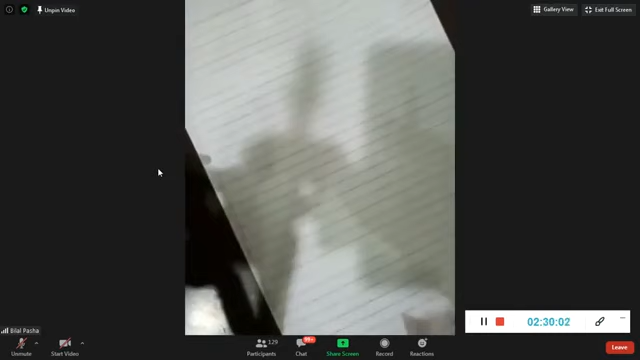 Unpin Video
Gallery View
Exit Full Screen
Bilal Pasha
02:30:02
Unmute
Start Video
129
Participants
99+
Chat
Share Screen
Record
Reactions
Leave